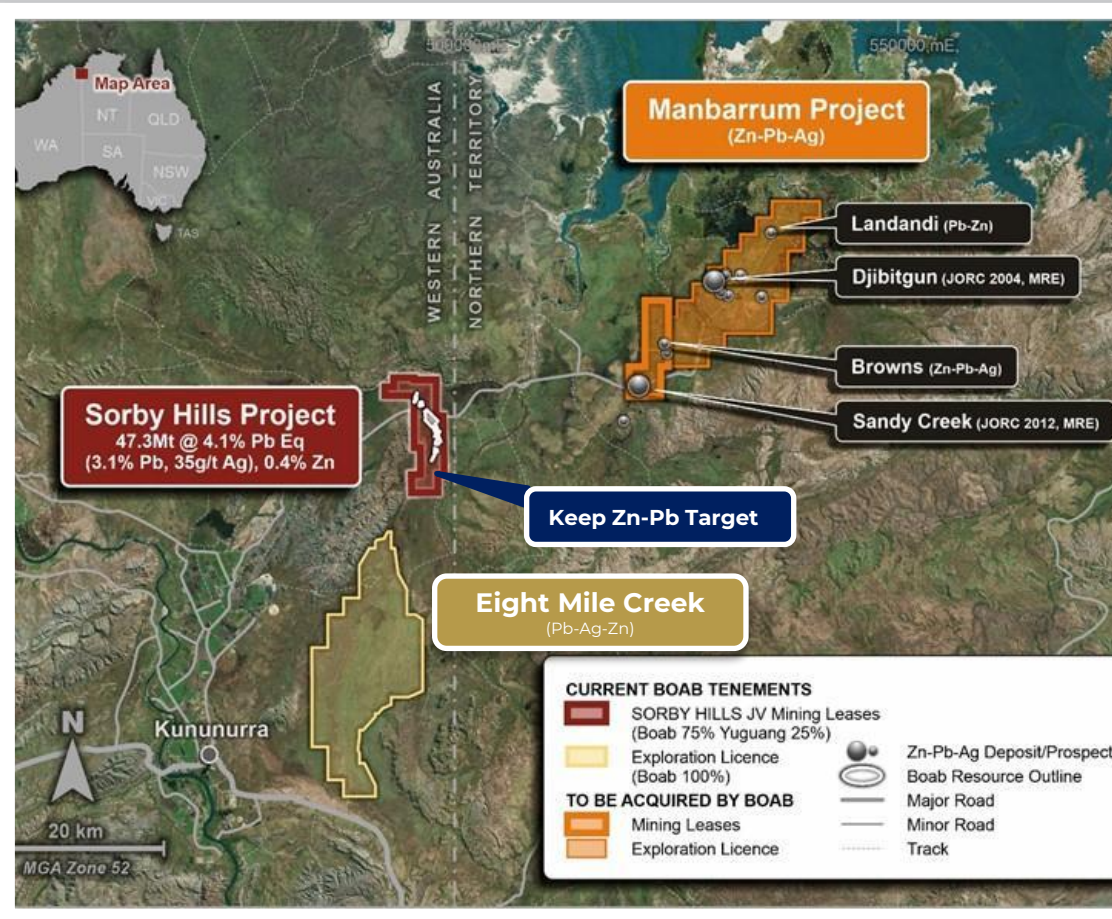 500000mE
550000mE
Map Area
WA
NT
QLD
SA
NSW
VIC
TAS
WESTERN AUSTRALIA
NORTHERN TERRITORY
Manbarrum Project
(Zn-Pb-Ag)
Landandi (Pb-Zn)
Djibitgun (JORC 2004, MRE)
Browns (Zn-Pb-Ag)
Sandy Creek (JORC 2012, MRE)
Sorby Hills Project
47.3Mt @ 4.1% Pb Eq
(3.1% Pb, 35g/t Ag), 0.4% Zn
Keep Zn-Pb Target
Eight Mile Creek
(Pb-Ag-Zn)
Kununurra
N
20 km
MGA Zone 52
CURRENT BOAB TENEMENTS
SORBY HILLS JV Mining Leases
(Boab 75% Yuguang 25%)
Exploration Licence
(Boab 100%)
TO BE ACQUIRED BY BOAB
Mining Leases
Exploration Licence
Zn-Pb-Ag Deposit/Prospect
Boab Resource Outline
Major Road
Minor Road
Track